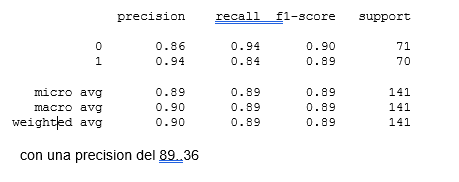 precision recall f1-score support
0 0.86 0.94 0.90 71
1 0.94 0.84 0.89 70
micro avg 0.89 0.89 0.89 141
macro avg 0.90 0.89 0.89 141
weighted avg 0.90 0.89 0.89 141
con una precision del 89..36